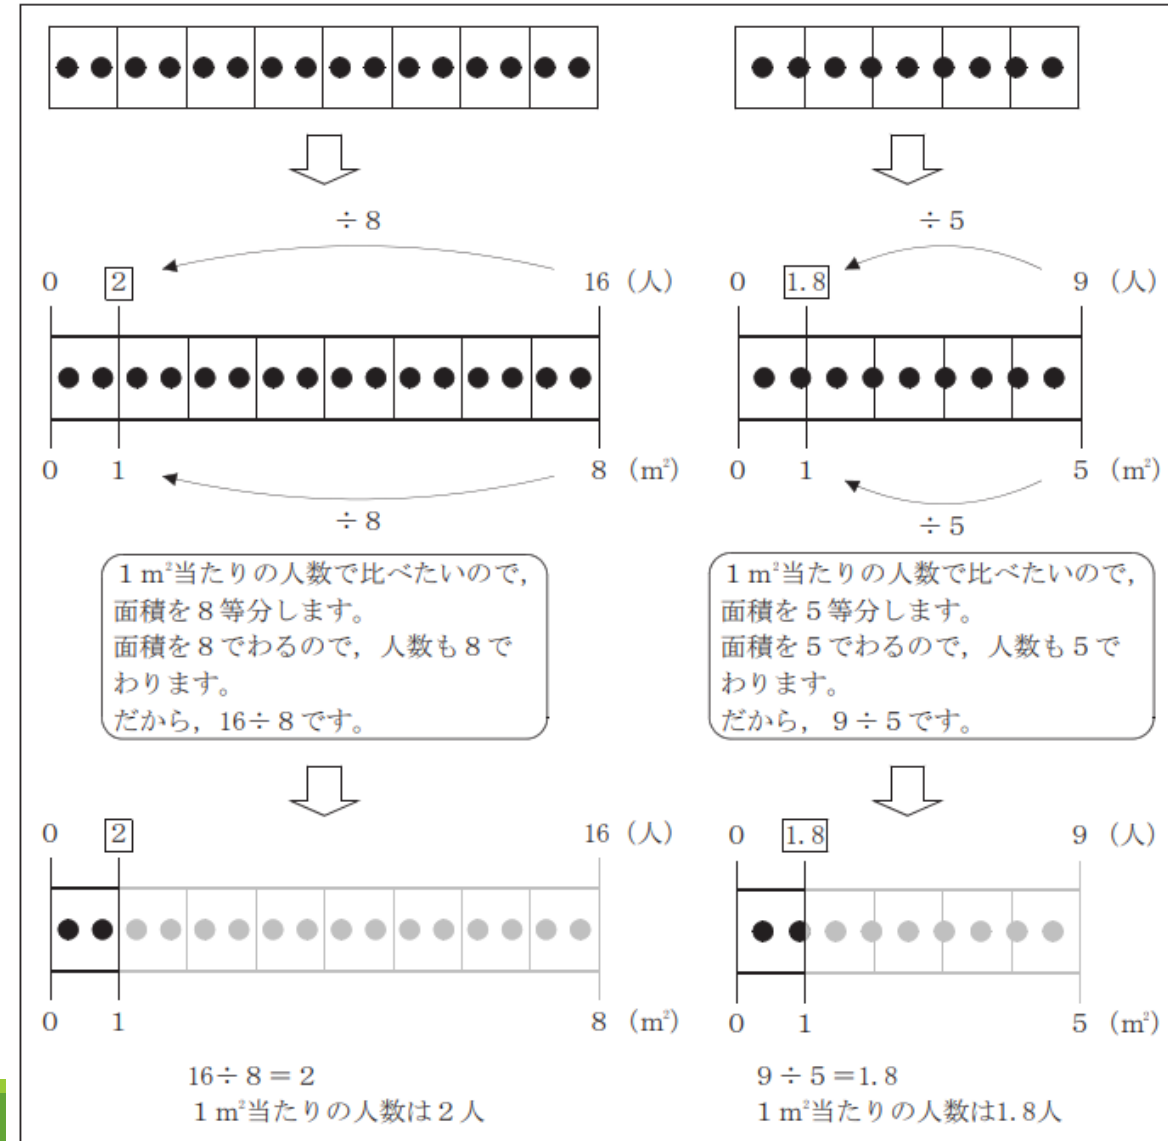 ÷8
0 2 16 (人)
0 1 8 (m²)
÷8
1m²当たりの人数で比べたいので,
面積を8等分します。
面積を8でわるので, 人数も8で
わります。
だから, 16÷8です。
0 2 16 (人)
0 1 8 (m²)
16÷8=2
1m²当たりの人数は2人
÷5
0 1.8 9 (人)
0 1 5 (m²)
÷5
1m²当たりの人数で比べたいので,
面積を5等分します。
面積を5でわるので, 人数も5で
わります。
だから, 9÷5です。
0 1.8 9 (人)
0 1 5 (m²)
9÷5=1.8
1m²当たりの人数は1.8人